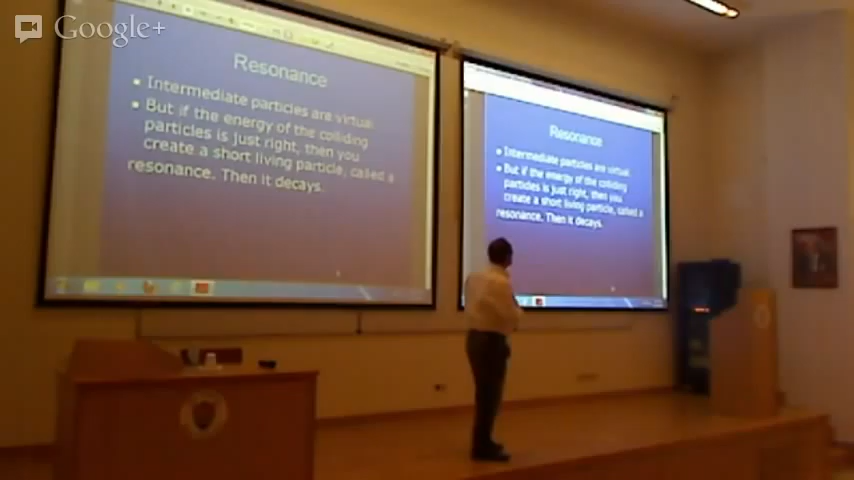 Google+
Resonance
• Intermediate particles are virtual.
• But if the energy of the colliding
particles is just right, then you
create a short living particle, called a
resonance. Then it decays.
Resonance
• Intermediate particles are virtual.
• But if the energy of the colliding
particles is just right, then you
create a short living particle, called a
resonance. Then it decays.